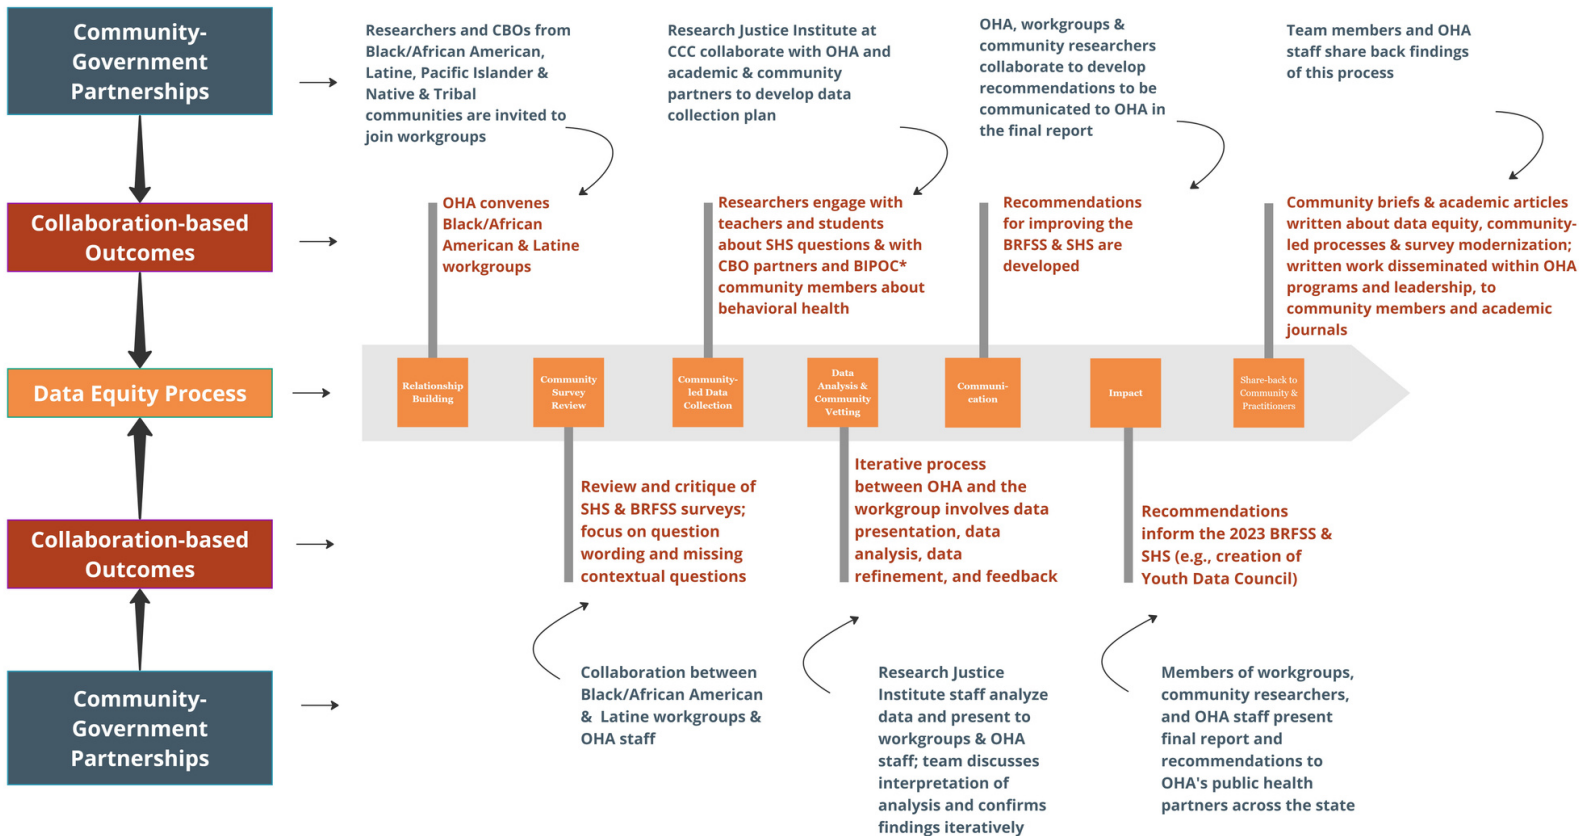 Community-
Government
Partnerships
Researchers and CBOs from
Black/African American,
Latine, Pacific Islander &
Native & Tribal
communities are invited to
join workgroups
Research Justice Institute at
CCC collaborate with OHA and
academic & community
partners to develop data
collection plan
OHA, workgroups &
community researchers
collaborate to develop
recommendations to be
communicated to OHA in
the final report
Team members and OHA
staff share back findings
of this process
Collaboration-based
Outcomes
OHA convenes
Black/African
American & Latine
workgroups
Researchers engage with
teachers and students
about SHS questions & with
CBO partners and BIPOC*
community members about
behavioral health
Recommendations
for improving the
BRFSS & SHS are
developed
Community briefs & academic articles
written about data equity, community-
led processes & survey modernization;
written work disseminated within OHA
programs and leadership, to
community members and academic
journals
Data Equity Process
Relationship
Building
Community
Survey
Review
Community-
led Data
Collection
Data
Analysis &
Community
Vetting
Communi-
cation
Impact
Share-back to
Community &
Practitioners
Collaboration-based
Outcomes
Review and critique of
SHS & BRFSS surveys;
focus on question
wording and missing
contextual questions
Iterative process
between OHA and the
workgroup involves data
presentation, data
analysis, data
refinement, and feedback
Recommendations
inform the 2023 BRFSS &
SHS (e.g., creation of
Youth Data Council)
Community-
Government
Partnerships
Collaboration between
Black/African American
& Latine workgroups &
OHA staff
Research Justice
Institute staff analyze
data and present to
workgroups & OHA
staff; team discusses
interpretation of
analysis and confirms
findings iteratively
Members of workgroups,
community researchers,
and OHA staff present
final report and
recommendations to
OHA's public health
partners across the state